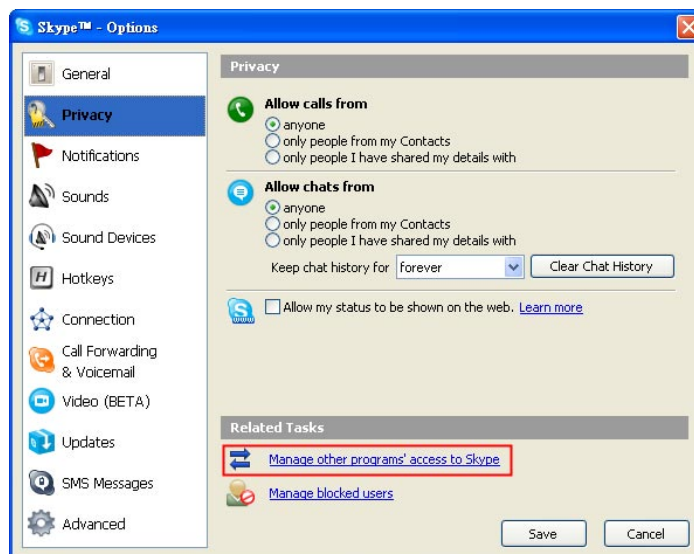 Skype™ - Options
General
Privacy
Notifications
Sounds
Sound Devices
Hotkeys
Connection
Call Forwarding
& Voicemail
Video (BETA)
Updates
SMS Messages
Advanced
Privacy
Allow calls from
anyone
only people from my Contacts
only people I have shared my details with
Allow chats from
anyone
only people from my Contacts
only people I have shared my details with
Keep chat history for forever Clear Chat History
Allow my status to be shown on the web. Learn more
Related Tasks
Manage other programs' access to Skype
Manage blocked users
Save Cancel